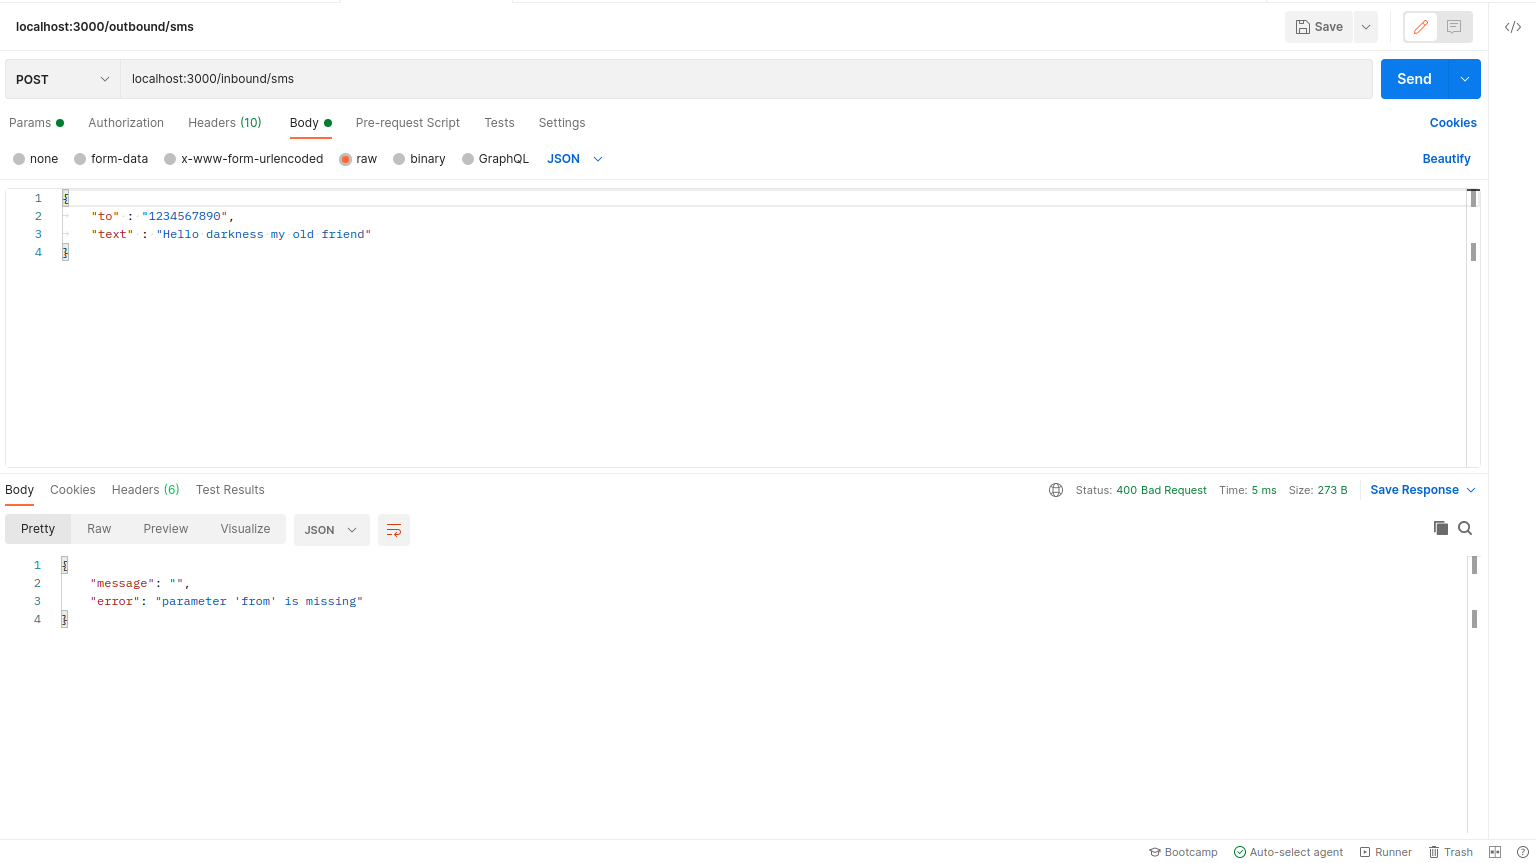 localhost:3000/outbound/sms
Save
POST
localhost:3000/inbound/sms
Send
Params Authorization Headers (10) Body Pre-request Script Tests Settings Cookies
none form-data x-www-form-urlencoded raw binary GraphQL JSON Beautify
1 {
2 "to" : "1234567890",
3 "text" : "Hello darkness my old friend"
4 }
Body Cookies Headers (6) Test Results Status: 400 Bad Request Time: 5 ms Size: 273 B Save Response
Pretty Raw Preview Visualize JSON
1 {
2 "message": "",
3 "error": "parameter 'from' is missing"
4 }
Bootcamp Auto-select agent Runner Trash